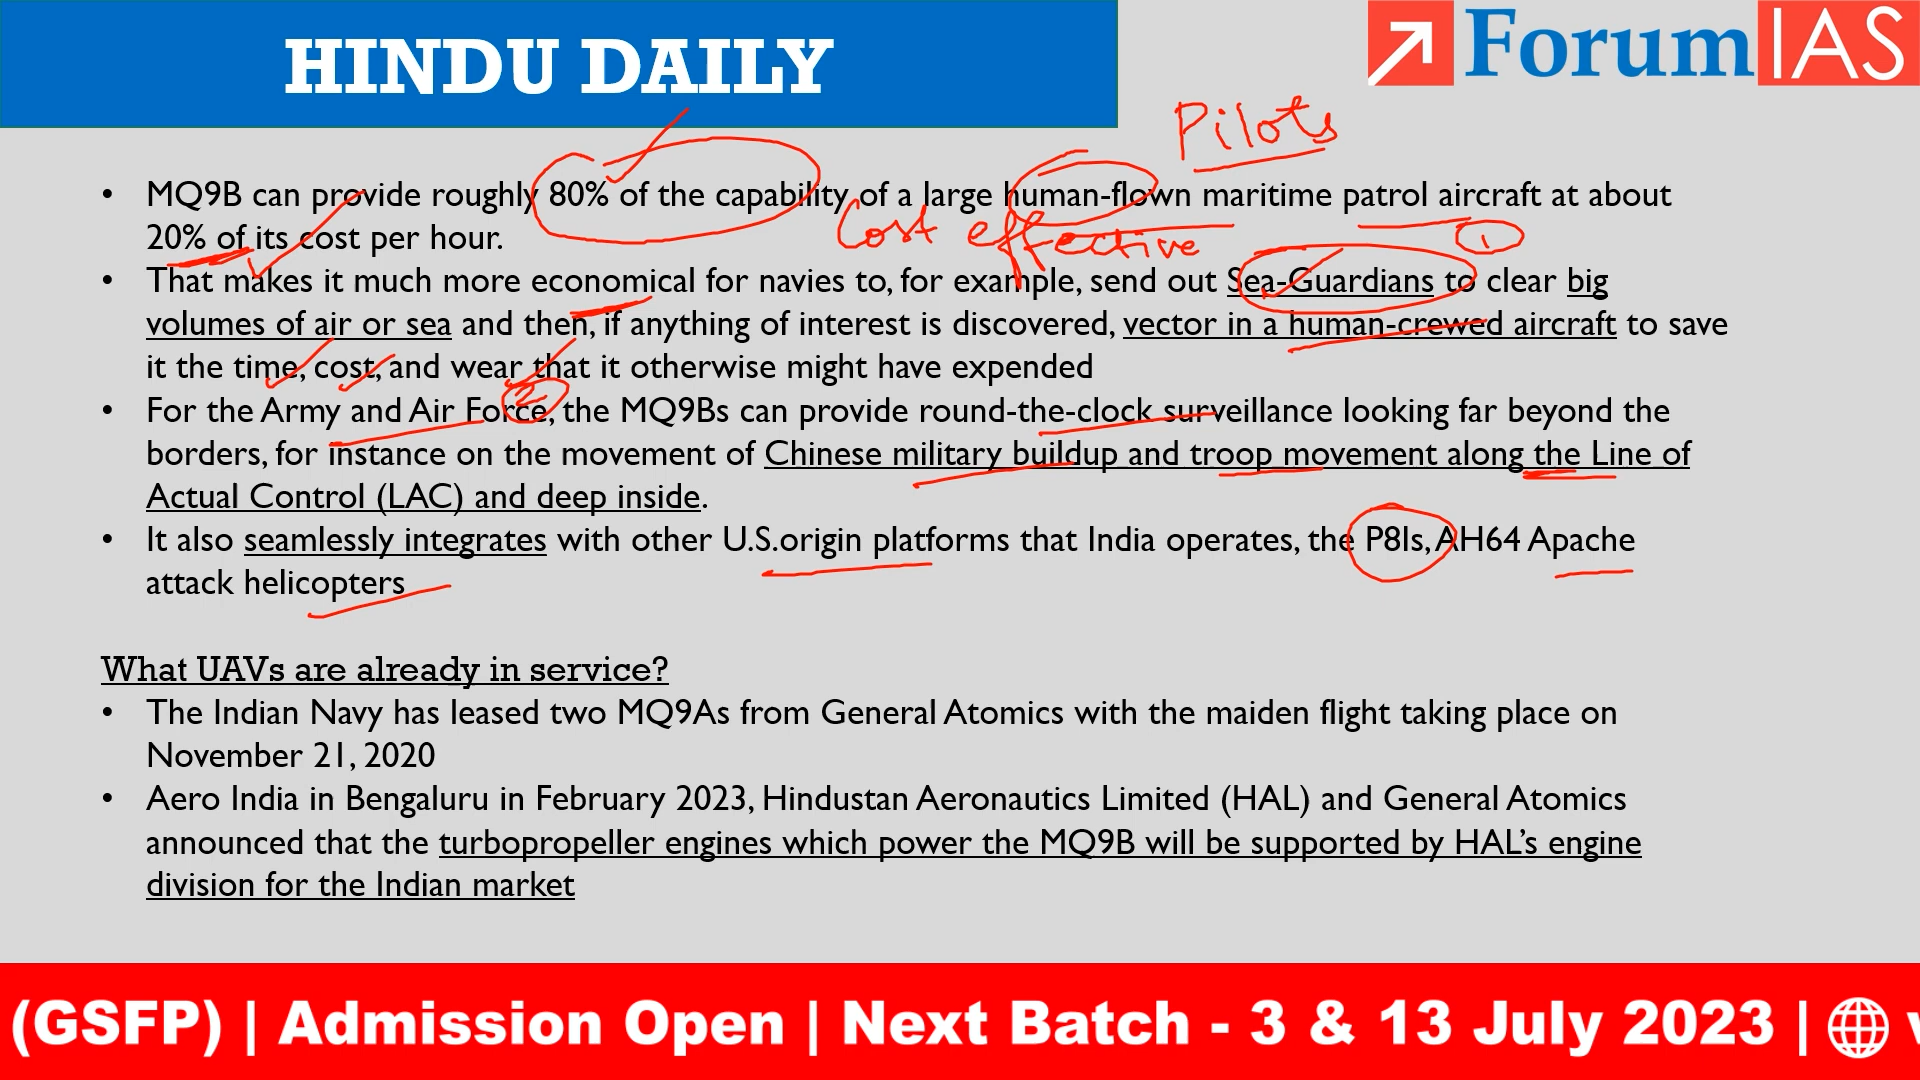 HINDU DAILY
ForumIAS
Pilots
• MQ9B can provide roughly 80% of the capability of a large human-flown maritime patrol aircraft at about
20% of its cost per hour.
Cost effective
1
• That makes it much more economical for navies to, for example, send out Sea-Guardians to clear big
volumes of air or sea and then, if anything of interest is discovered, vector in a human-crewed aircraft to save
it the time, cost, and wear that it otherwise might have expended
2
• For the Army and Air Force, the MQ9Bs can provide round-the-clock surveillance looking far beyond the
borders, for instance on the movement of Chinese military buildup and troop movement along the Line of
Actual Control (LAC) and deep inside.
• It also seamlessly integrates with other U.S.origin platforms that India operates, the P8Is, AH64 Apache
attack helicopters
What UAVs are already in service?
• The Indian Navy has leased two MQ9As from General Atomics with the maiden flight taking place on
November 21, 2020
• Aero India in Bengaluru in February 2023, Hindustan Aeronautics Limited (HAL) and General Atomics
announced that the turbopropeller engines which power the MQ9B will be supported by HAL’s engine
division for the Indian market
(GSFP) | Admission Open | Next Batch - 3 & 13 July 2023 |